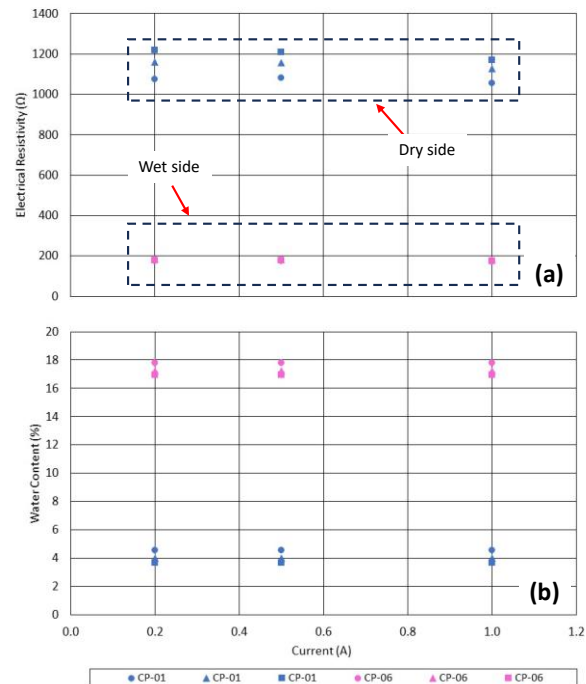 1400
1200
1000
800
600
400
200
0
Electrical Resistivity (Ω)
Dry side
Wet side
(a)
20
18
16
14
12
10
8
6
4
2
0
Water Content (%)
(b)
0.0 0.2 0.4 0.6 0.8 1.0 1.2
Current (A)
CP-01 CP-01 CP-01 CP-06 CP-06 CP-06